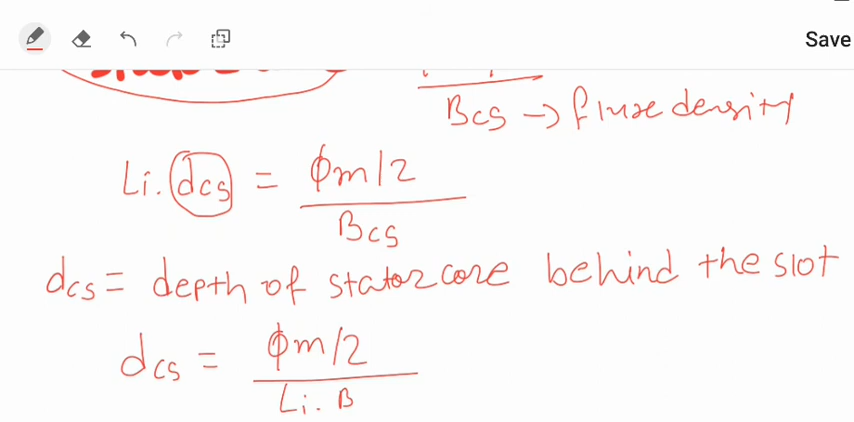 Save
Bcs → flux density
Li.dcs = φm/2
Bcs
dcs = depth of stator core behind the slot
dcs = φm/2
Li. B